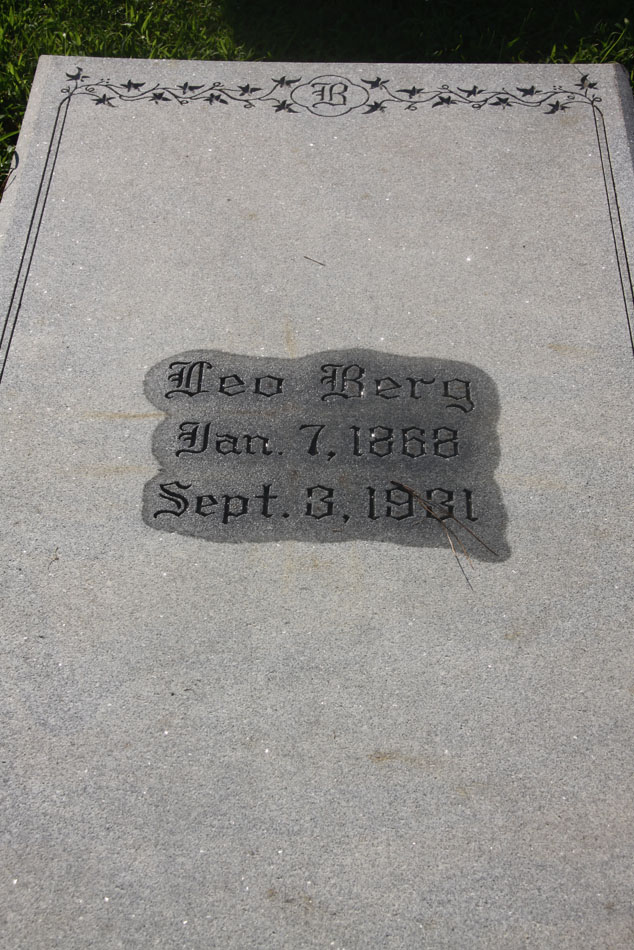 B
Leo Berg
Jan. 7, 1868
Sept. 3, 1931